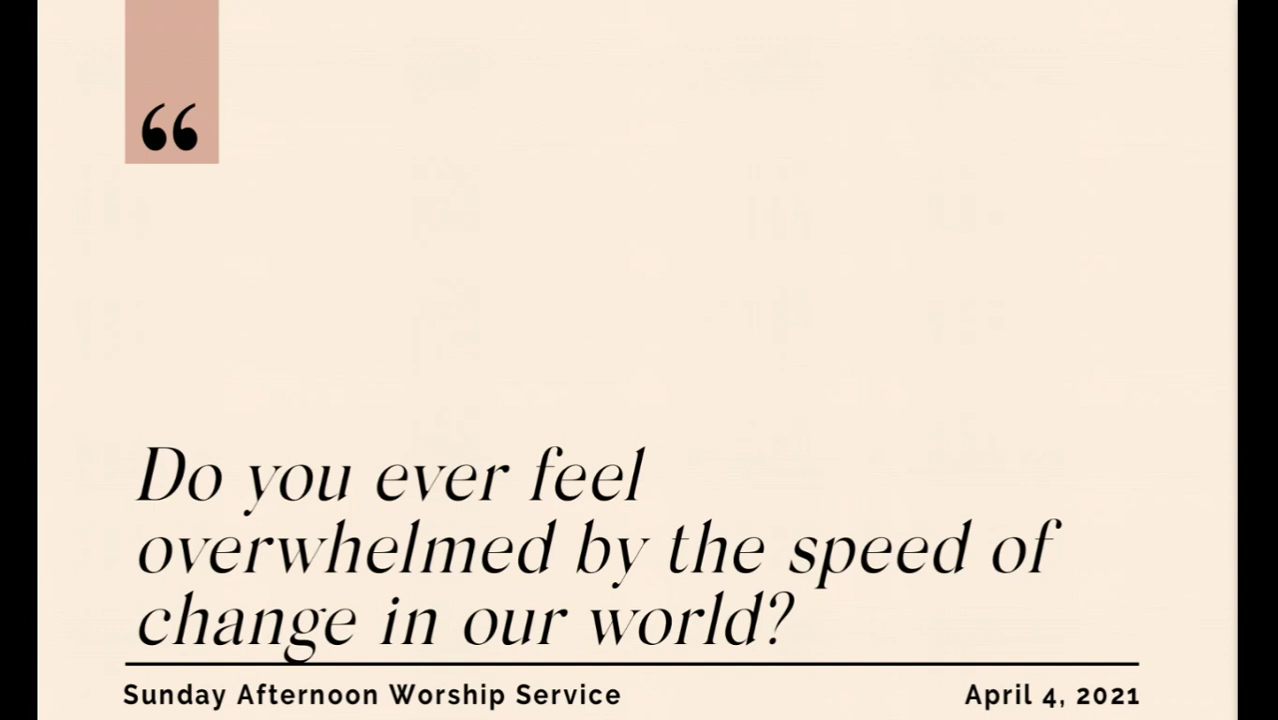 “
Do you ever feel
overwhelmed by the speed of
change in our world?
Sunday Afternoon Worship Service
April 4, 2021